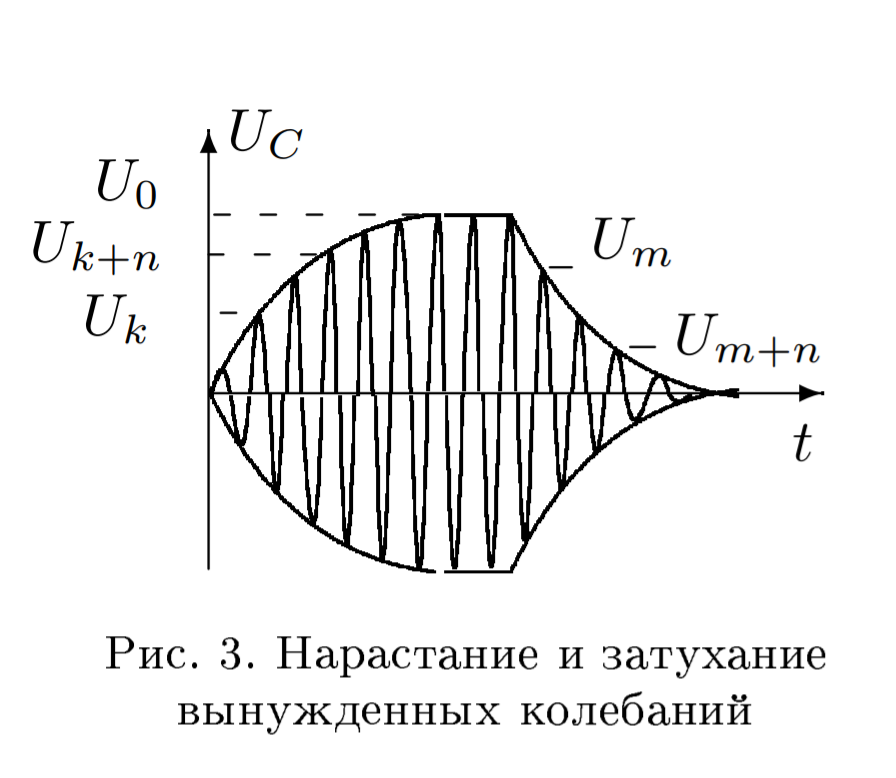 U_C
U_0
U_{k+n}
U_k
U_m
U_{m+n}
t
Рис. 3. Нарастание и затухание
вынужденных колебаний